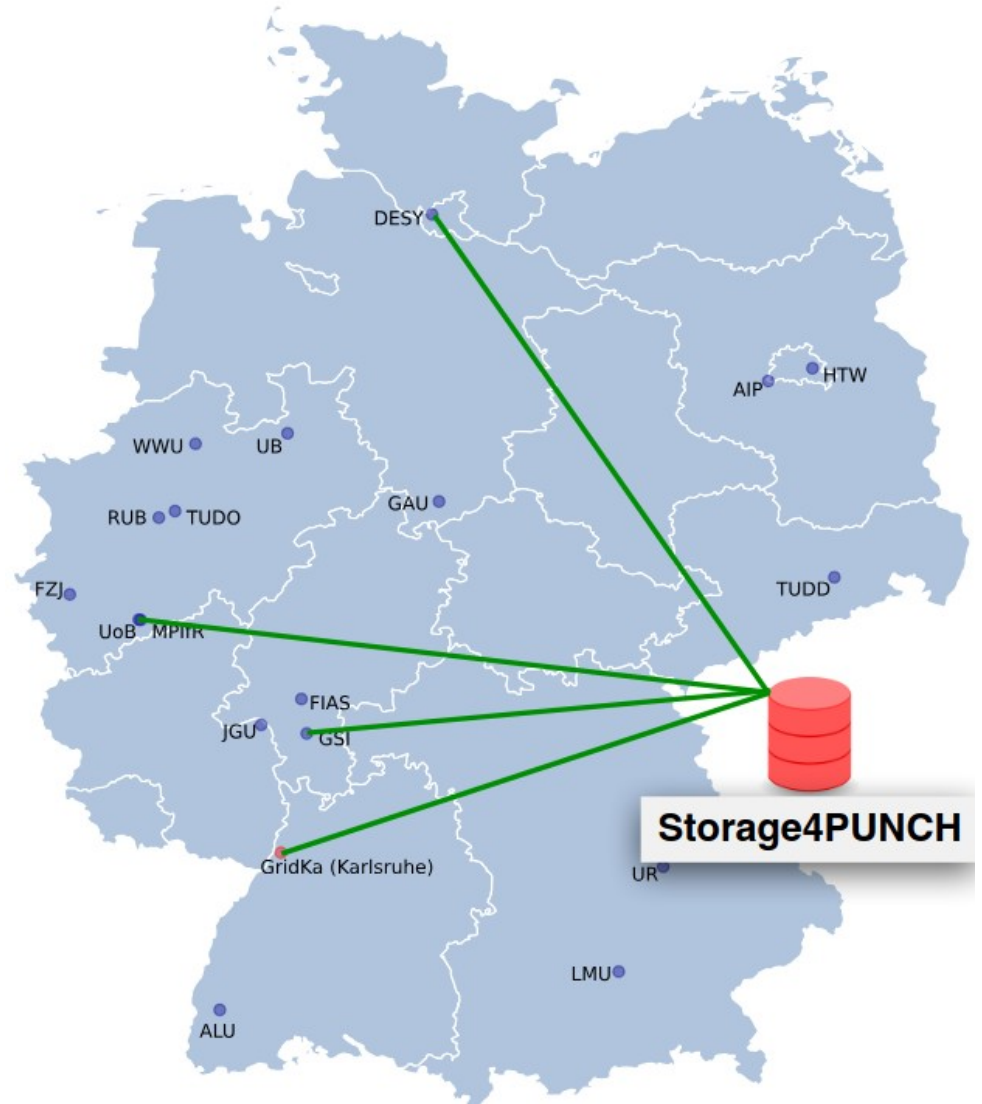 DESY
AIP HTW
WWU UB
GAU
RUB TUDO
FZJ
TUDD
UoB MPIfR
FIAS
JGU GSI
Storage4PUNCH
GridKa (Karlsruhe)
UR
LMU
ALU